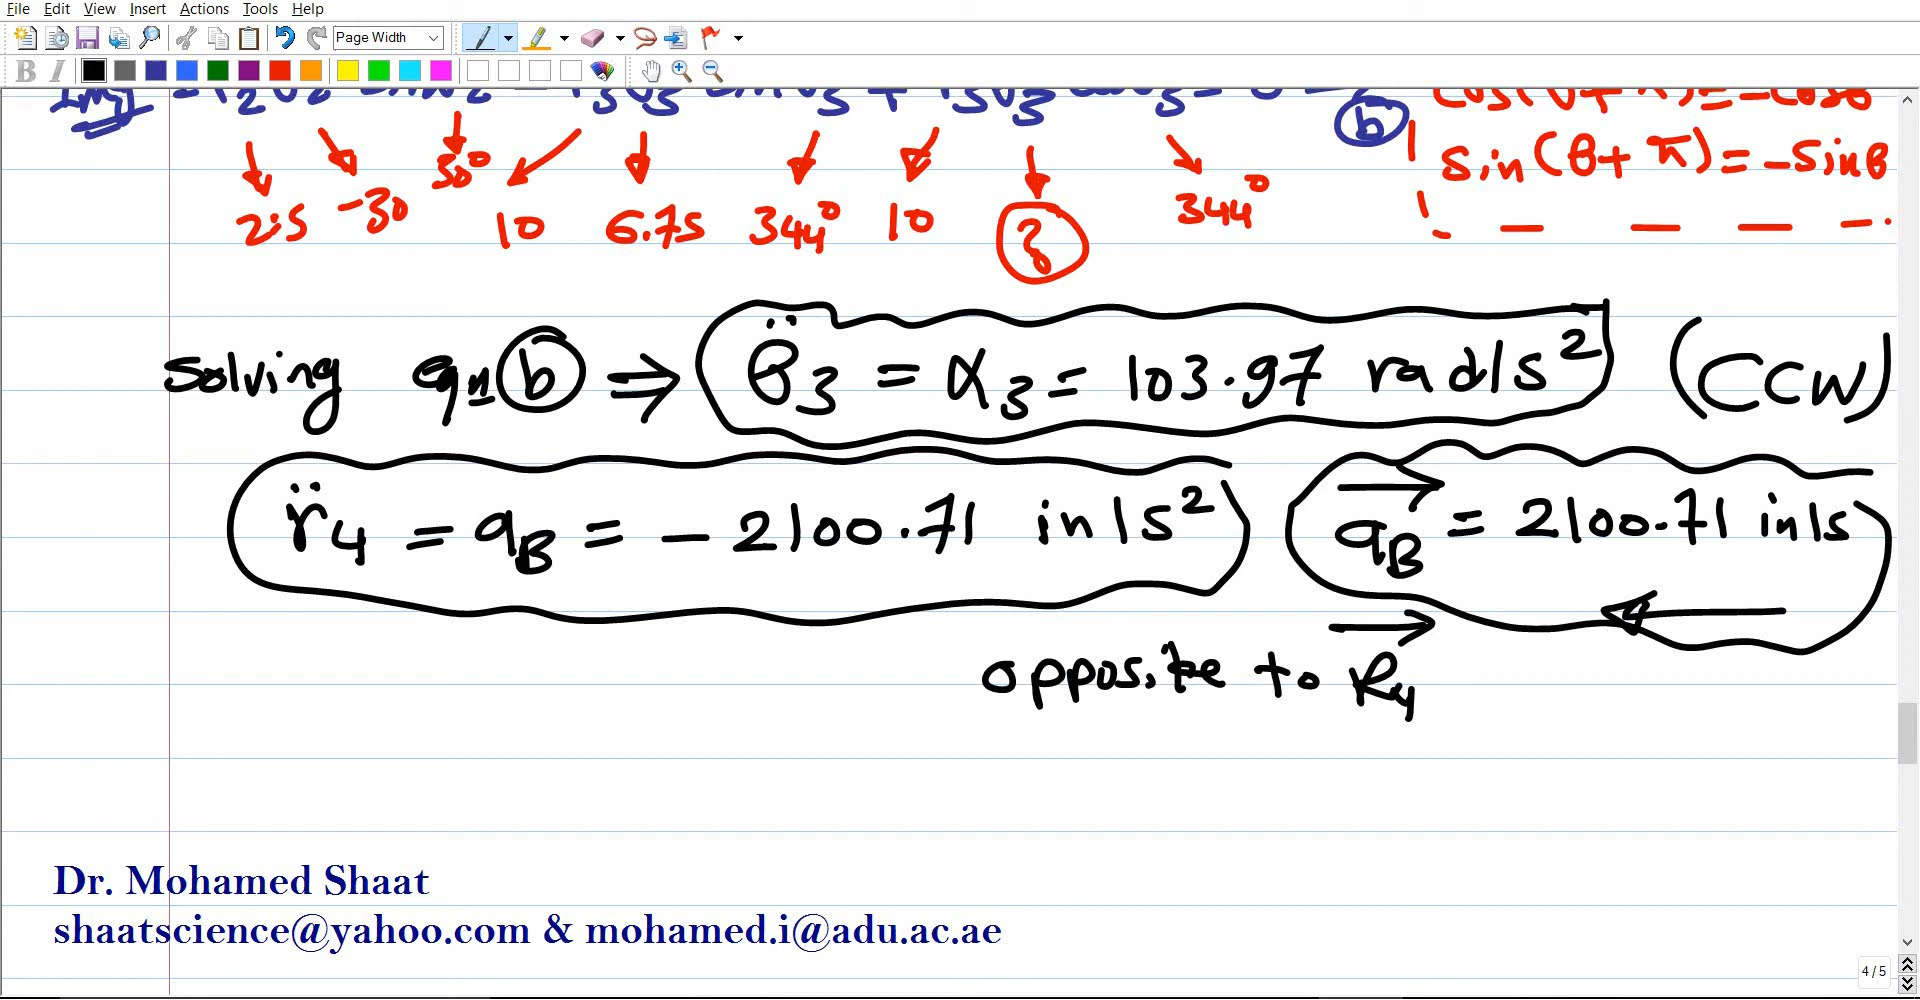 File Edit View Insert Actions Tools Help
Page Width
B I
b
sin(θ+π)=-sinθ
2.5 -30 30° 10 6.75 344° 10 ? 344°
Solving eqn b ⇒ θ̈3 = α3 = 103.97 rad/s² (CCW)
r̈4 = aB = -2100.71 in/s² aB = 2100.71 in/s
opposite to R4
Dr. Mohamed Shaat
shaatscience@yahoo.com & mohamed.i@adu.ac.ae
4 / 5